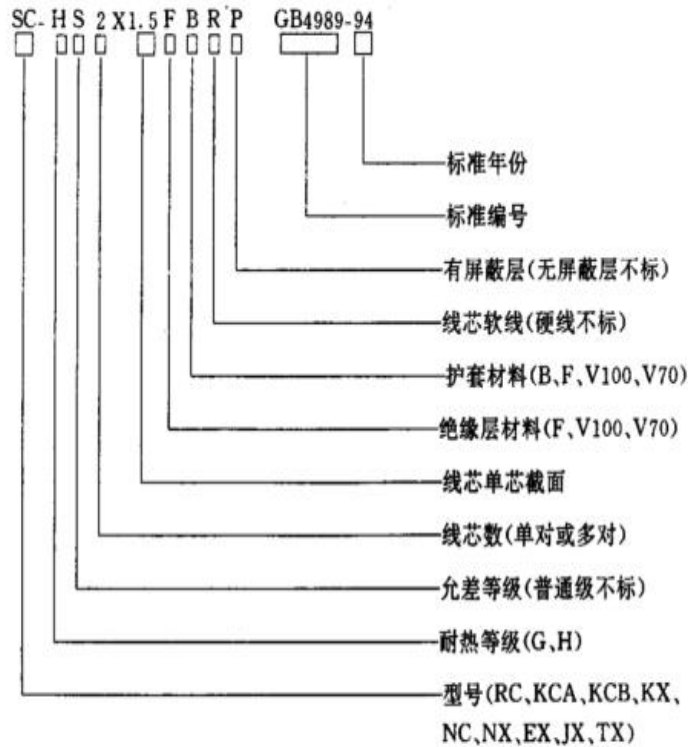 SC-HS2X1.5FBRP GB4989-94
标准年份
标准编号
有屏蔽层(无屏蔽层不标)
线芯软线(硬线不标)
护套材料(B、F、V100、V70)
绝缘层材料(F、V100、V70)
线芯单芯截面
线芯数(单对或多对)
允差等级(普通级不标)
耐热等级(G、H)
型号(RC、KCA、KCB、KX、
NC、NX、EX、JX、TX)